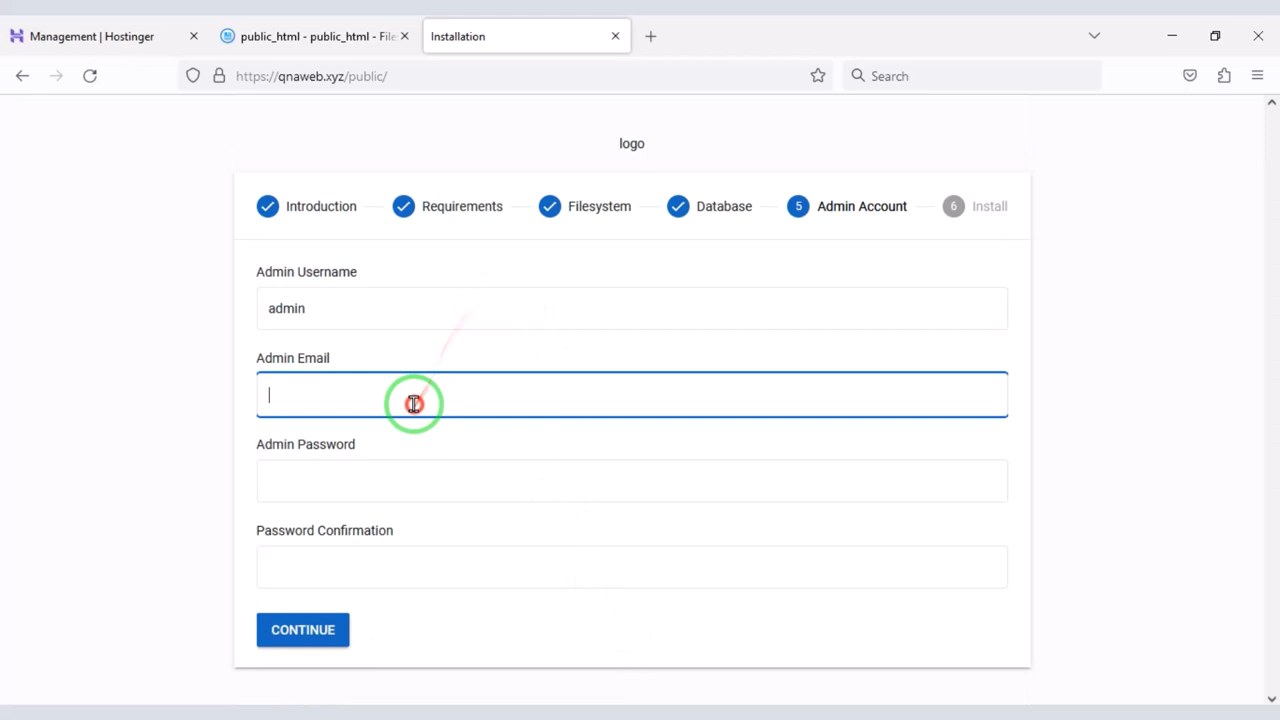 Management | Hostinger
public_html - public_html - File
Installation
https://qnaweb.xyz/public/
Search
logo
Introduction
Requirements
Filesystem
Database
5 Admin Account
6 Install
Admin Username
admin
Admin Email
Admin Password
Password Confirmation
CONTINUE